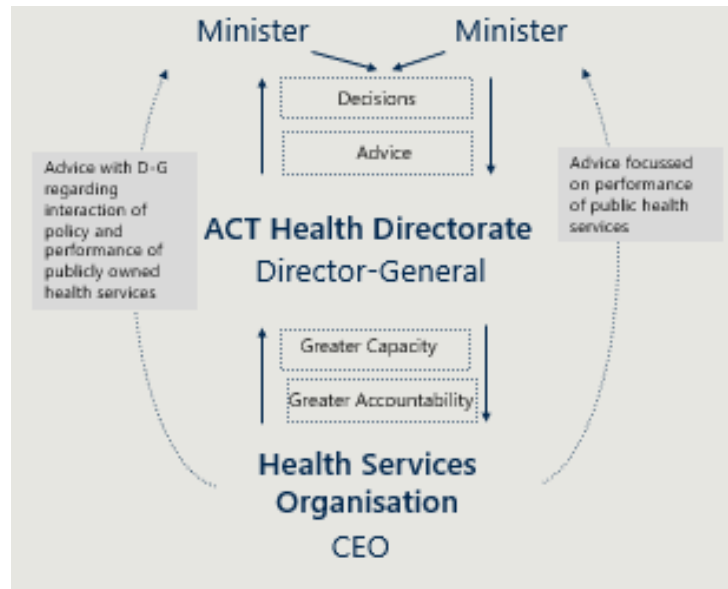 Minister
Minister
Decisions
Advice
Advice with D-G
regarding
interaction of
policy and
performance of
publicly owned
health services
Advice focussed
on performance
of public health
services
ACT Health Directorate
Director-General
Greater Capacity
Greater Accountability
Health Services
Organisation
CEO